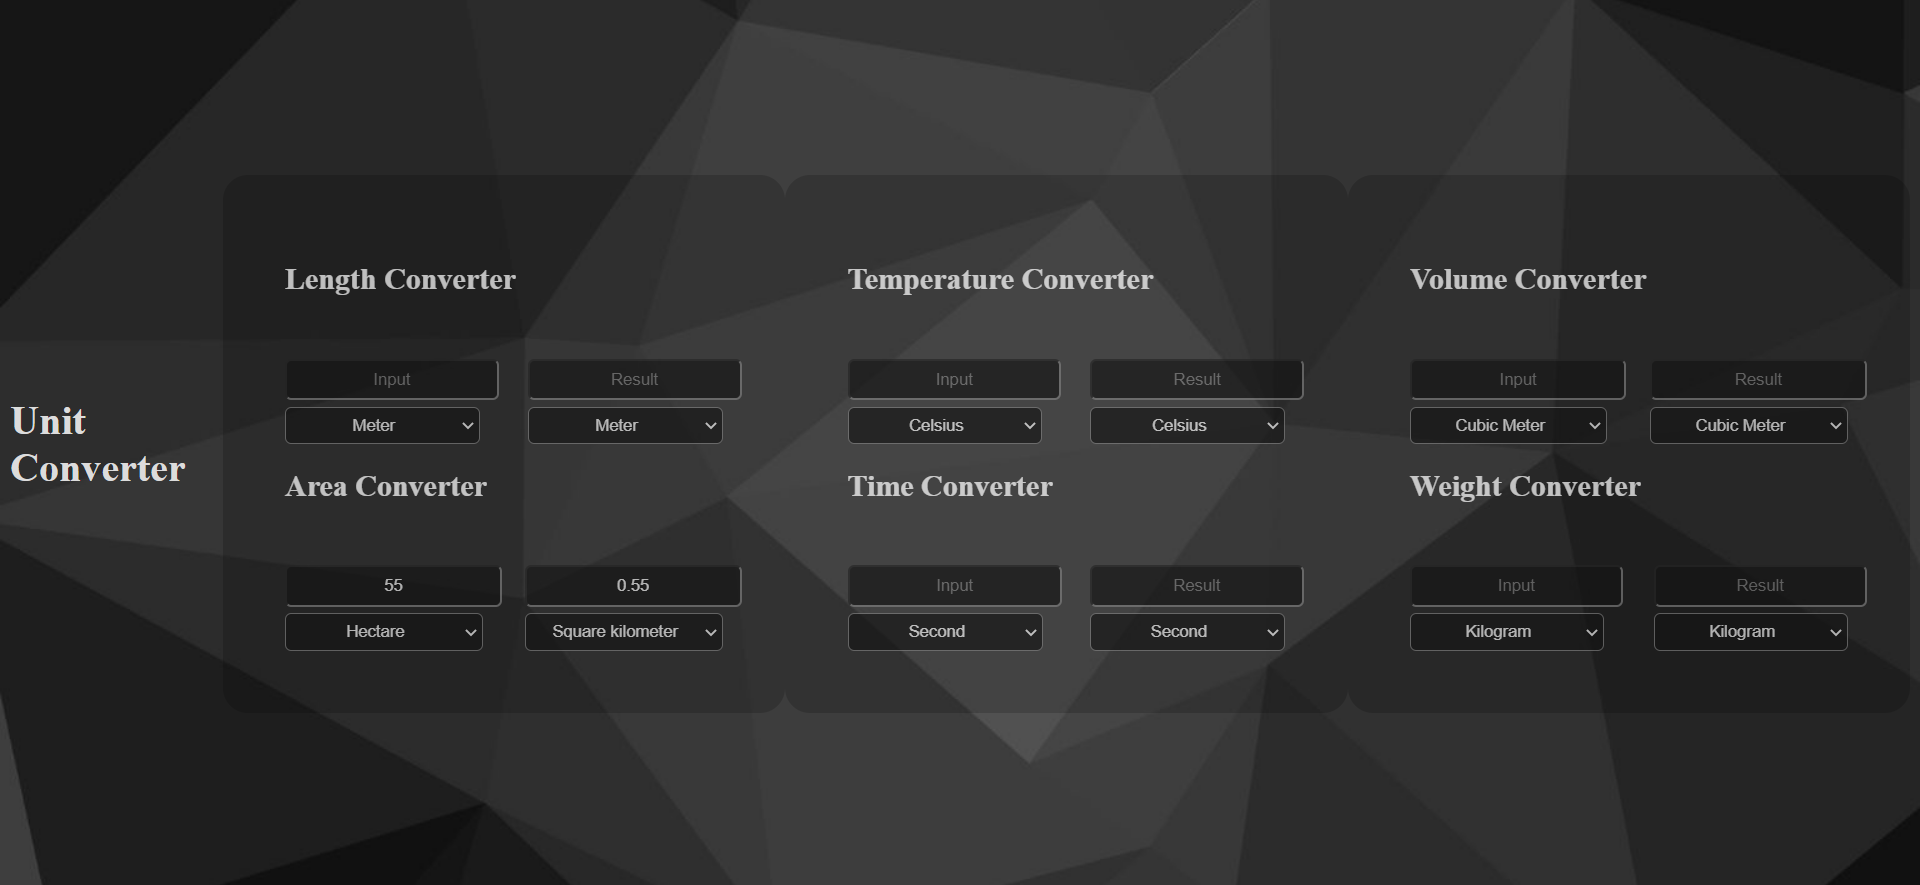 Unit
Converter
Length Converter
Input
Result
Meter
Meter
Area Converter
55
0.55
Hectare
Square kilometer
Temperature Converter
Input
Result
Celsius
Celsius
Time Converter
Input
Result
Second
Second
Volume Converter
Input
Result
Cubic Meter
Cubic Meter
Weight Converter
Input
Result
Kilogram
Kilogram